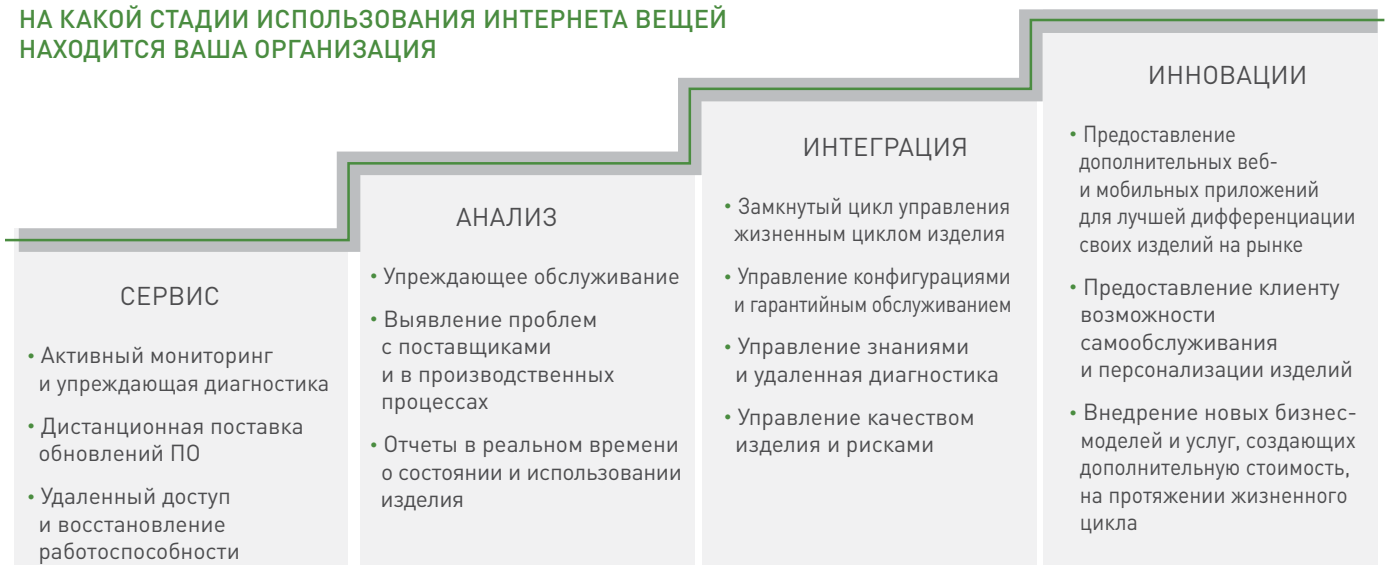 НА КАКОЙ СТАДИИ ИСПОЛЬЗОВАНИЯ ИНТЕРНЕТА ВЕЩЕЙ
НАХОДИТСЯ ВАША ОРГАНИЗАЦИЯ
СЕРВИС
• Активный мониторинг
и упреждающая диагностика
• Дистанционная поставка
обновлений ПО
• Удаленный доступ
и восстановление
работоспособности
АНАЛИЗ
• Упреждающее обслуживание
• Выявление проблем
с поставщиками
и в производственных
процессах
• Отчеты в реальном времени
о состоянии и использовании
изделия
ИНТЕГРАЦИЯ
• Замкнутый цикл управления
жизненным циклом изделия
• Управление конфигурациями
и гарантийным обслуживанием
• Управление знаниями
и удаленная диагностика
• Управление качеством
изделия и рисками
ИННОВАЦИИ
• Предоставление
дополнительных веб-
и мобильных приложений
для лучшей дифференциации
своих изделий на рынке
• Предоставление клиенту
возможности
самообслуживания
и персонализации изделий
• Внедрение новых бизнес-
моделей и услуг, создающих
дополнительную стоимость,
на протяжении жизненного
цикла